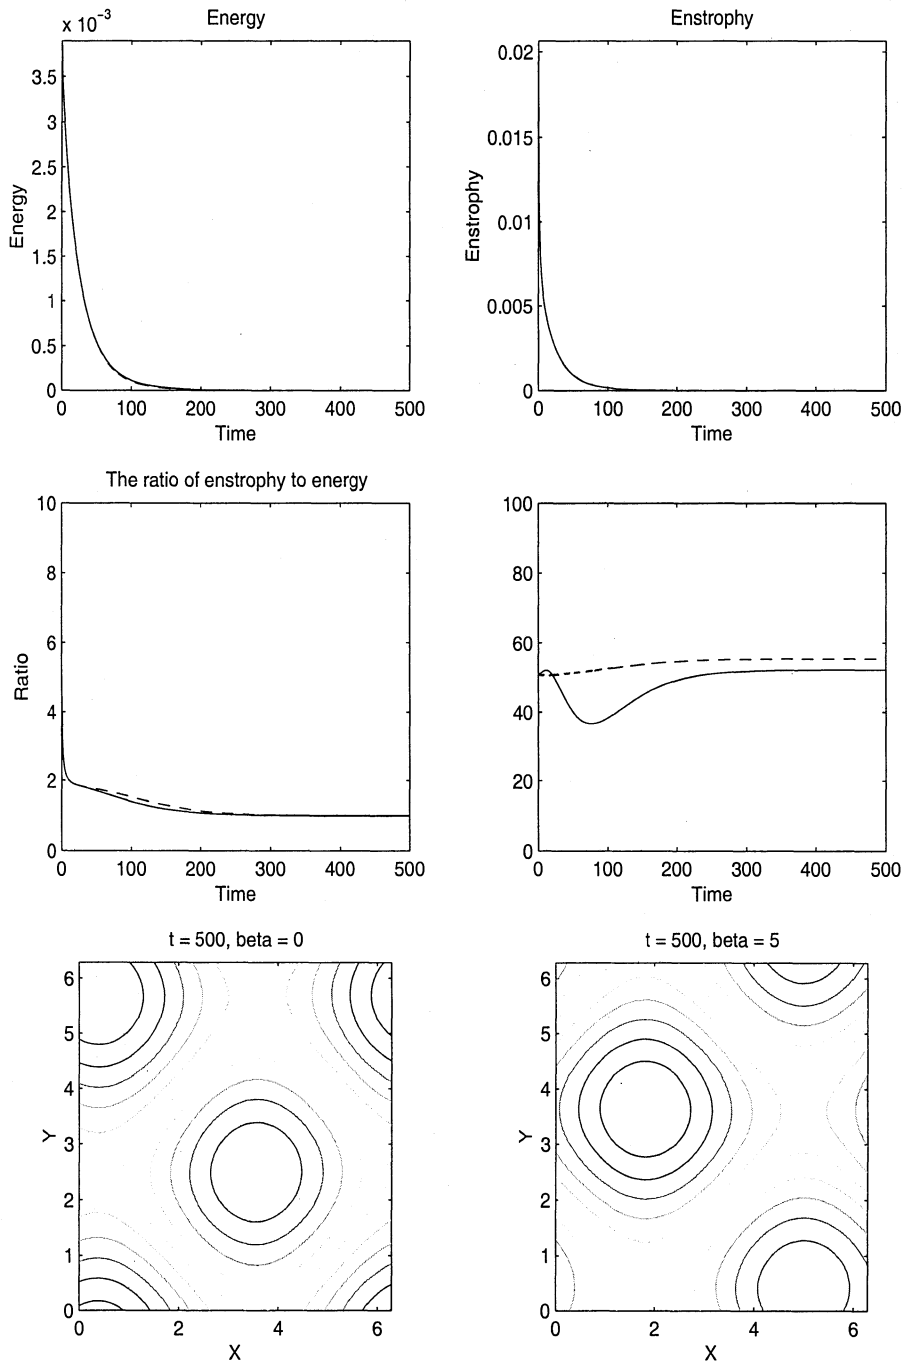 Energy
x 10⁻³
3.5
3
2.5
2
1.5
1
0.5
0
Energy
0 100 200 300 400 500
Time
Enstrophy
0.02
0.015
0.01
0.005
0
Enstrophy
0 100 200 300 400 500
Time
The ratio of enstrophy to energy
10
8
6
4
2
0
Ratio
0 100 200 300 400 500
Time
100
80
60
40
20
0
0 100 200 300 400 500
Time
t = 500, beta = 0
6
5
4
3
2
1
0
Y
0 2 4 6
X
t = 500, beta = 5
6
5
4
3
2
1
0
Y
0 2 4 6
X